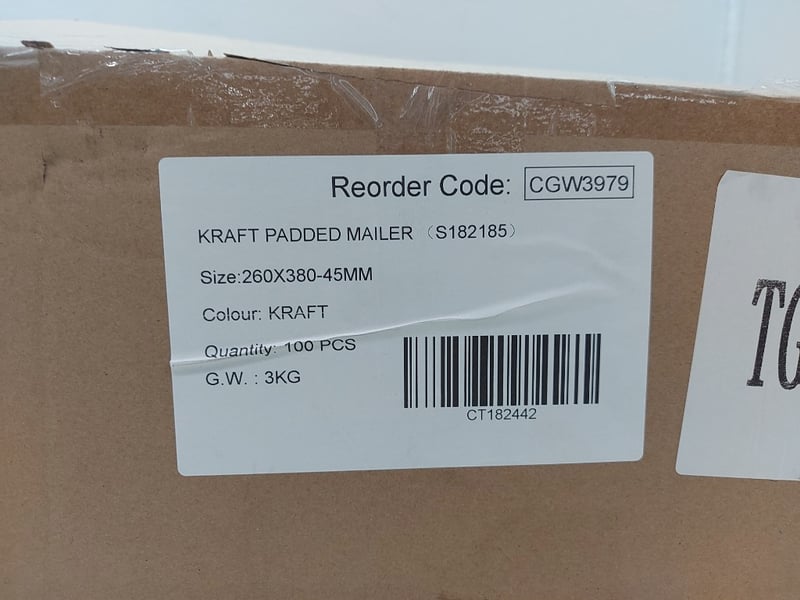 Reorder Code: CGW3979
KRAFT PADDED MAILER（S182185）
Size:260X380-45MM
Colour: KRAFT
Quantity: 100 PCS
G.W. : 3KG
CT182442